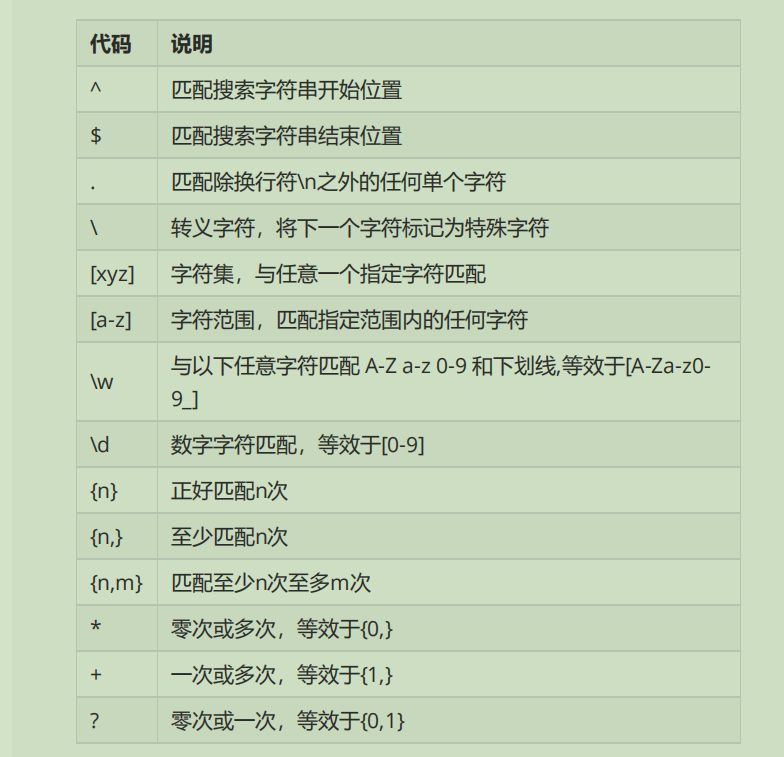 代码 说明
^ 匹配搜索字符串开始位置
$ 匹配搜索字符串结束位置
. 匹配除换行符\n之外的任何单个字符
\ 转义字符，将下一个字符标记为特殊字符
[xyz] 字符集，与任意一个指定字符匹配
[a-z] 字符范围，匹配指定范围内的任何字符
\w 与以下任意字符匹配 A-Z a-z 0-9 和下划线,等效于[A-Za-z0-
9_]
\d 数字字符匹配，等效于[0-9]
{n} 正好匹配n次
{n,} 至少匹配n次
{n,m} 匹配至少n次至多m次
* 零次或多次，等效于{0,}
+ 一次或多次，等效于{1,}
? 零次或一次，等效于{0,1}